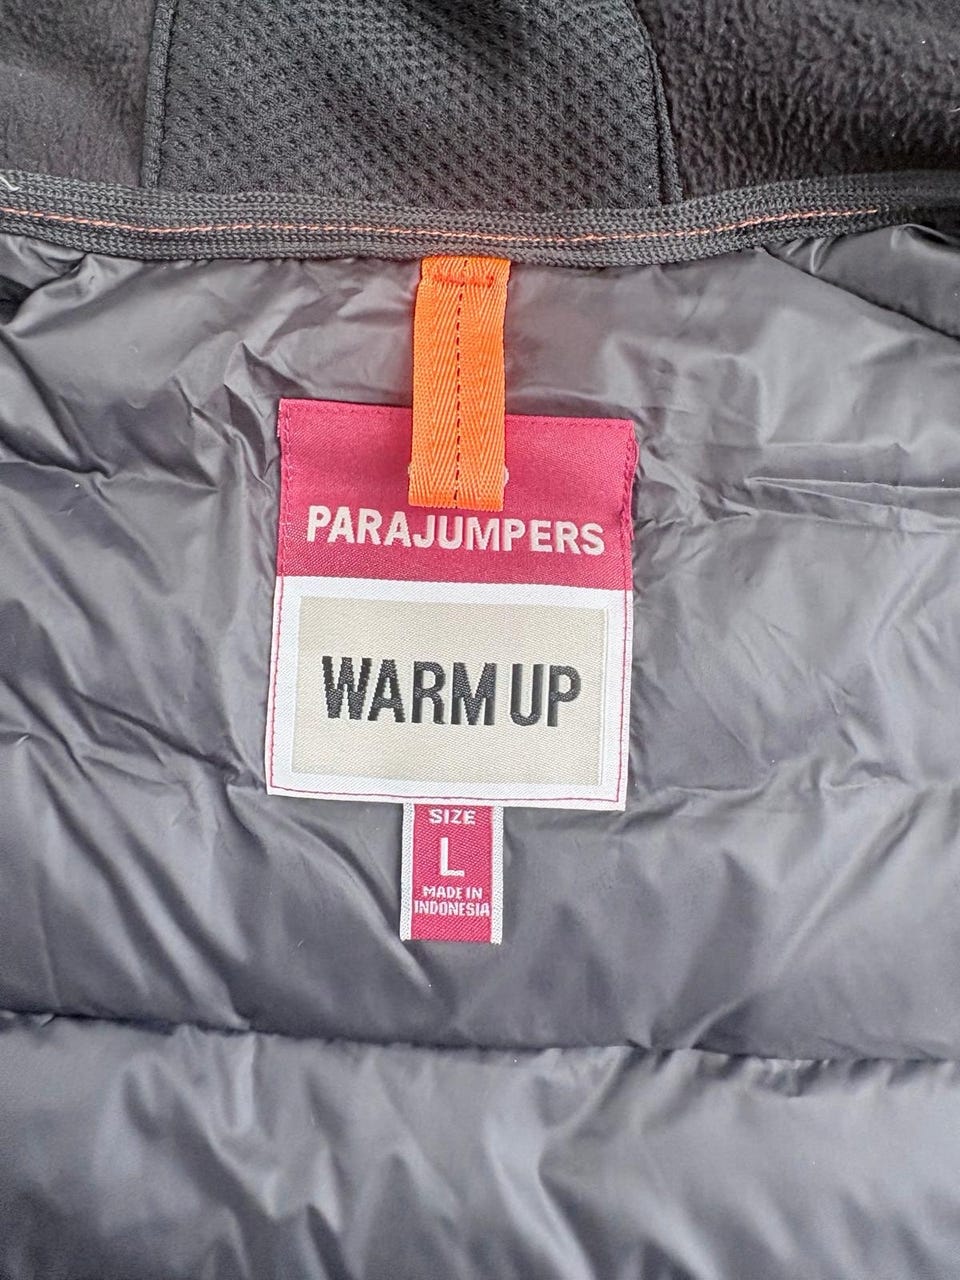 PARAJUMPERS
WARM UP
SIZE
L
MADE IN
INDONESIA